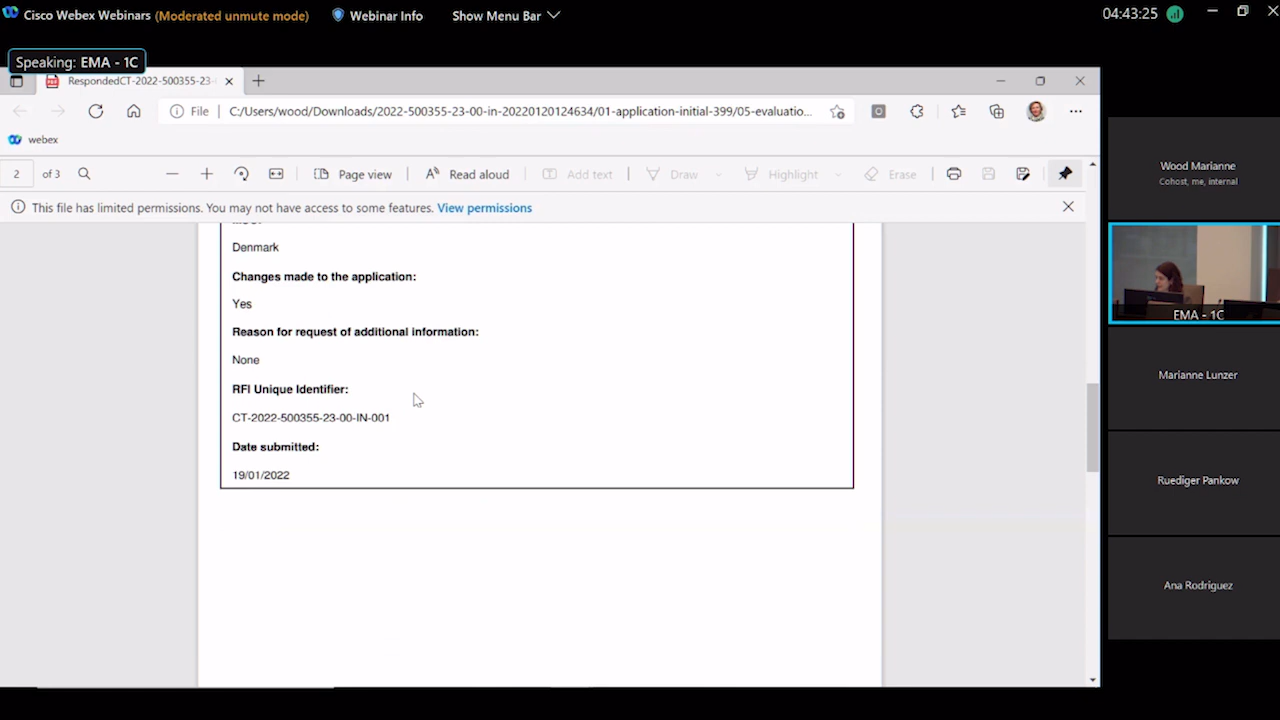 Cisco Webex Webinars (Moderated unmute mode) Webinar Info Show Menu Bar 04:43:25
Speaking: EMA - 1C
RespondedCT-2022-500355-23-
File C:/Users/wood/Downloads/2022-500355-23-00-in-20220120124634/01-application-initial-399/05-evaluatio...
webex
2 of 3 Page view Read aloud Add text Draw Highlight Erase
This file has limited permissions. You may not have access to some features. View permissions
Denmark
Changes made to the application:
Yes
Reason for request of additional information:
None
RFI Unique Identifier:
CT-2022-500355-23-00-IN-001
Date submitted:
19/01/2022
Wood Marianne
Cohost, me, internal
EMA - 1C
Marianne Lunzer
Ruediger Pankow
Ana Rodriguez